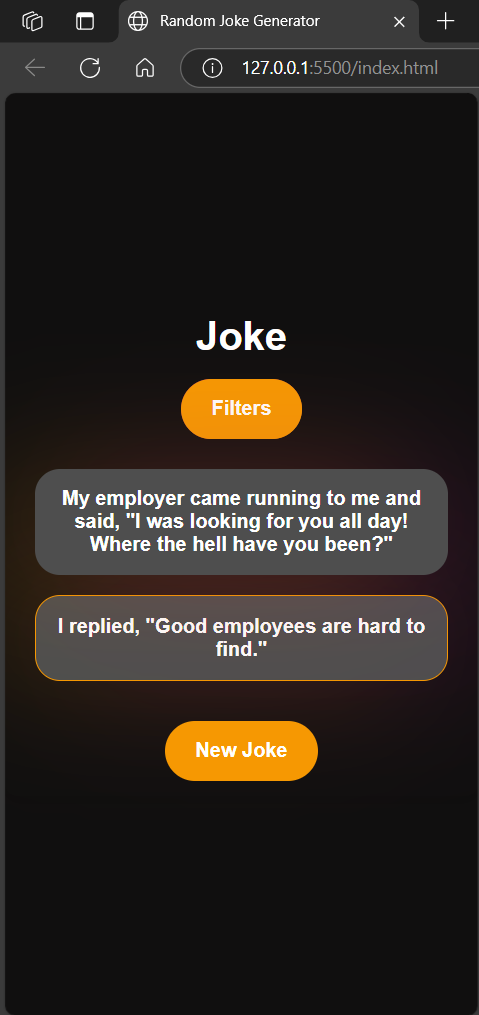 Random Joke Generator
127.0.0.1:5500/index.html
Joke
Filters
My employer came running to me and
said, "I was looking for you all day!
Where the hell have you been?"
I replied, "Good employees are hard to
find."
New Joke